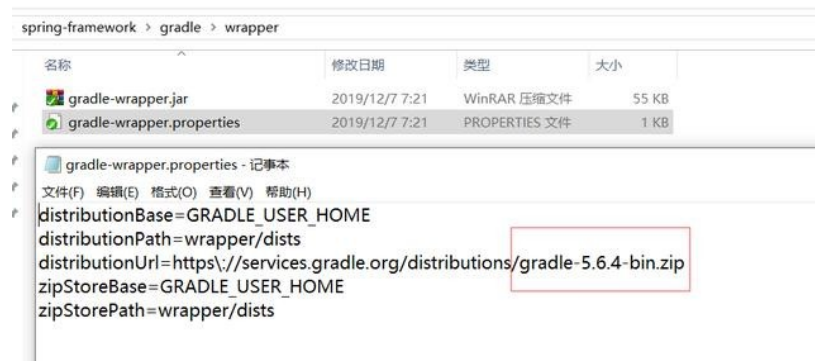 spring-framework > gradle > wrapper
名称 修改日期 类型 大小
gradle-wrapper.jar 2019/12/7 7:21 WinRAR 压缩文件 55 KB
gradle-wrapper.properties 2019/12/7 7:21 PROPERTIES 文件 1 KB
gradle-wrapper.properties - 记事本
文件(F) 编辑(E) 格式(O) 查看(V) 帮助(H)
distributionBase=GRADLE_USER_HOME
distributionPath=wrapper/dists
distributionUrl=https\://services.gradle.org/distributions/gradle-5.6.4-bin.zip
zipStoreBase=GRADLE_USER_HOME
zipStorePath=wrapper/dists